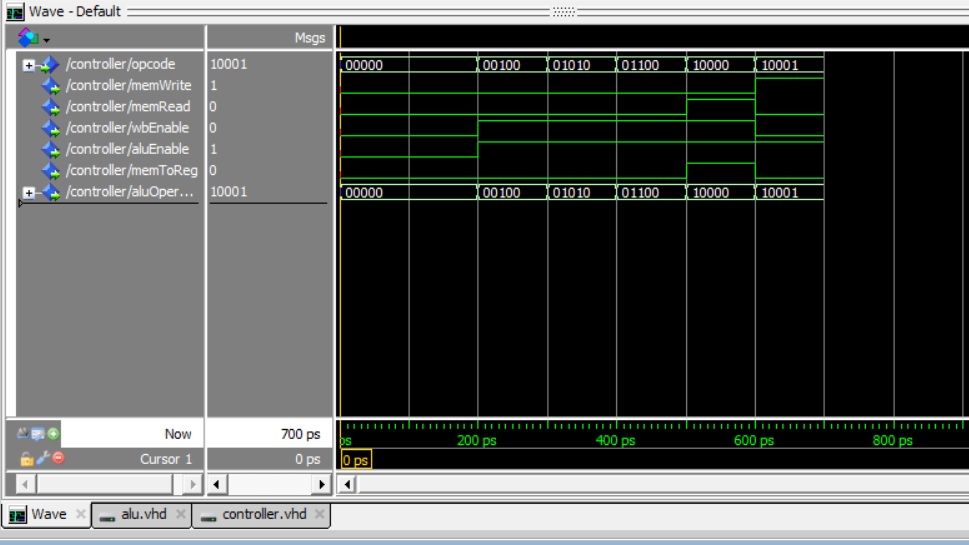 Wave - Default
Msgs
/controller/opcode 10001 00000 00100 01010 01100 10000 10001
/controller/memWrite 1
/controller/memRead 0
/controller/wbEnable 0
/controller/aluEnable 1
/controller/memToReg 0
/controller/aluOper... 10001 00000 00100 01010 01100 10000 10001
Now 700 ps ps 200 ps 400 ps 600 ps 800 ps
Cursor 1 0 ps 0 ps
Wave alu.vhd controller.vhd